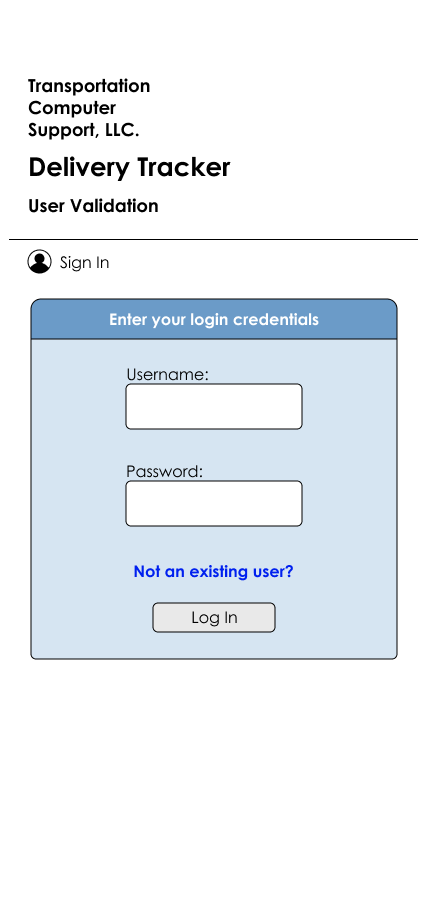 Transportation
Computer
Support, LLC.
Delivery Tracker
User Validation
Sign In
Enter your login credentials
Username:
Password:
Not an existing user?
Log In